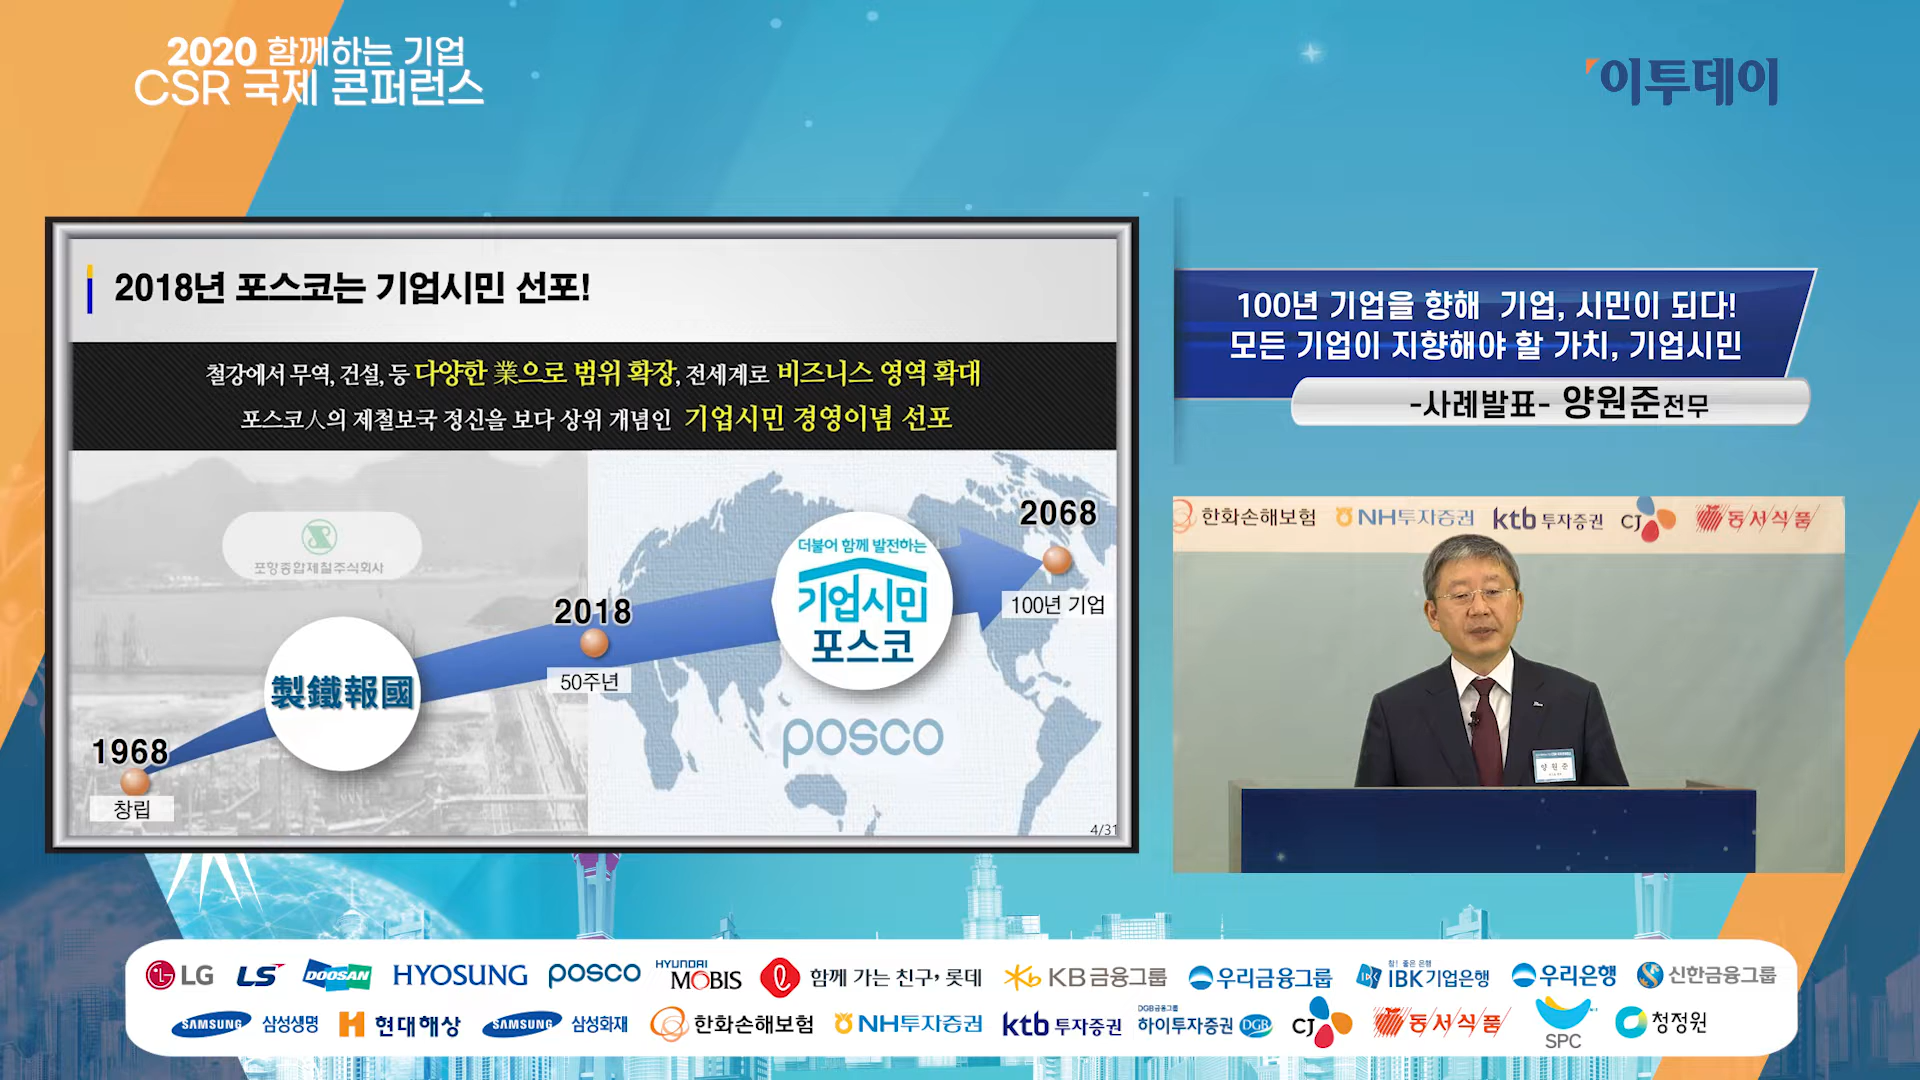 2020 함께하는 기업
CSR 국제 콘퍼런스
이투데이
2018년 포스코는 기업시민 선포!
철강에서 무역, 건설, 등 다양한 業으로 범위 확장, 전세계로 비즈니스 영역 확대
포스코人의 제철보국 정신을 보다 상위 개념인 기업시민 경영이념 선포
포항종합제철주식회사
製鐵報國
1968
창립
2018
50주년
더불어 함께 발전하는
기업시민
포스코
posco
2068
100년 기업
4/31
100년 기업을 향해 기업, 시민이 되다!
모든 기업이 지향해야 할 가치, 기업시민
-사례발표- 양원준전무
한화손해보험 NH투자증권 ktb 투자증권 CJ 동서식품
양 원 준
LG LS DOOSAN HYOSUNG posco HYUNDAI MOBIS 함께 가는 친구, 롯데 KB금융그룹 우리금융그룹 참! 좋은 은행 IBK기업은행 우리은행 신한금융그룹
SAMSUNG 삼성생명 현대해상 SAMSUNG 삼성화재 한화손해보험 NH투자증권 ktb 투자증권 DGB금융그룹 하이투자증권 DGB CJ 동서식품 SPC 청정원